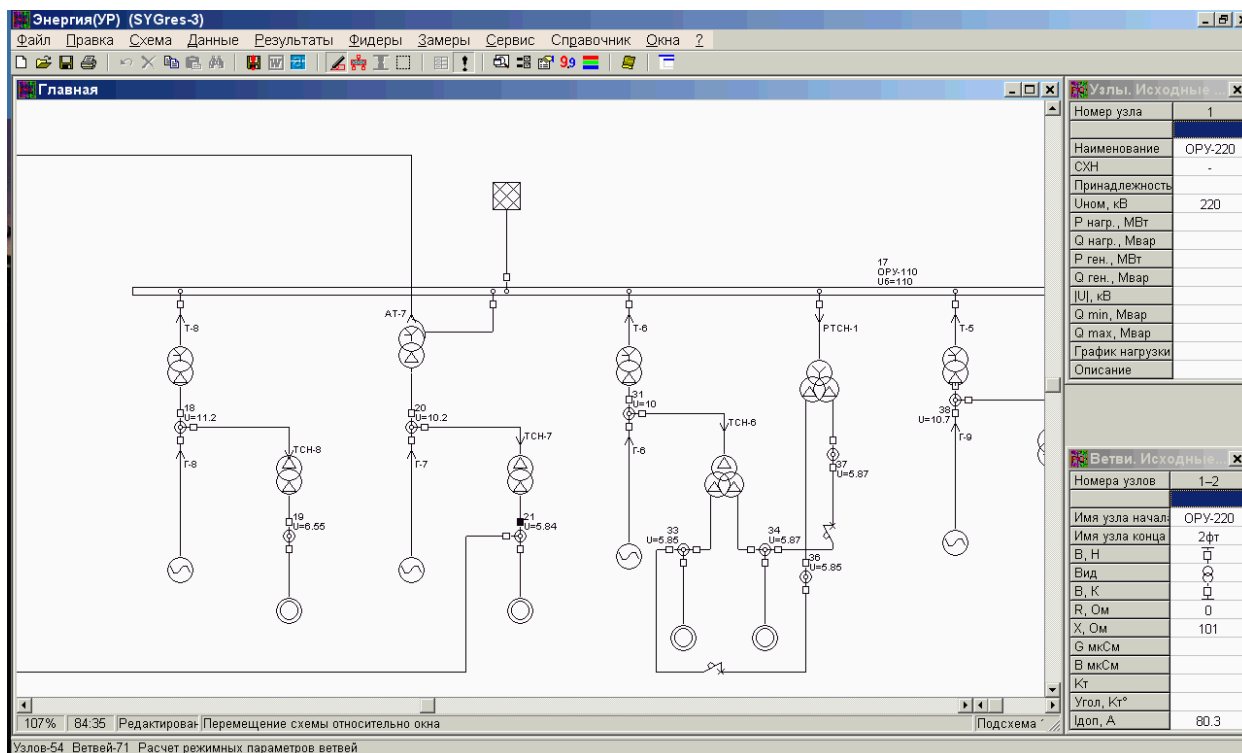 Энергия(УР) (SYGres-3)
Файл Правка Схема Данные Результаты Фидеры Замеры Сервис Справочник Окна ?
9,9
Главная
17
ОРУ-110
Uб=110
АТ-7
Т-8
Т-6
РТСН-1
Т-5
18
U=11.2
20
U=10.2
31
U=10
38
U=10.7
ТСН-8
ТСН-7
ТСН-6
Г-8
Г-7
Г-6
Г-9
37
U=5.87
19
U=6.55
21
U=5.84
33
U=5.85
34
U=5.87
36
U=5.85
107% 84:35 Редактирован Перемещение схемы относительно окна Подсхема
Узлов-54 Ветвей-71 Расчет режимных параметров ветвей
Узлы. Исходные ...
Номер узла 1
Наименование ОРУ-220
СХН -
Принадлежность
Uном, кВ 220
P нагр., МВт
Q нагр., Мвар
P ген., МВт
Q ген., Мвар
|U|, кВ
Q min, Мвар
Q max, Мвар
График нагрузки
Описание
Ветви. Исходные...
Номера узлов 1–2
Имя узла начала ОРУ-220
Имя узла конца 2фт
В, Н
Вид
В, К
R, Ом 0
X, Ом 101
G мкСм
B мкСм
Кт
Угол, Кт°
Iдоп, А 80.3